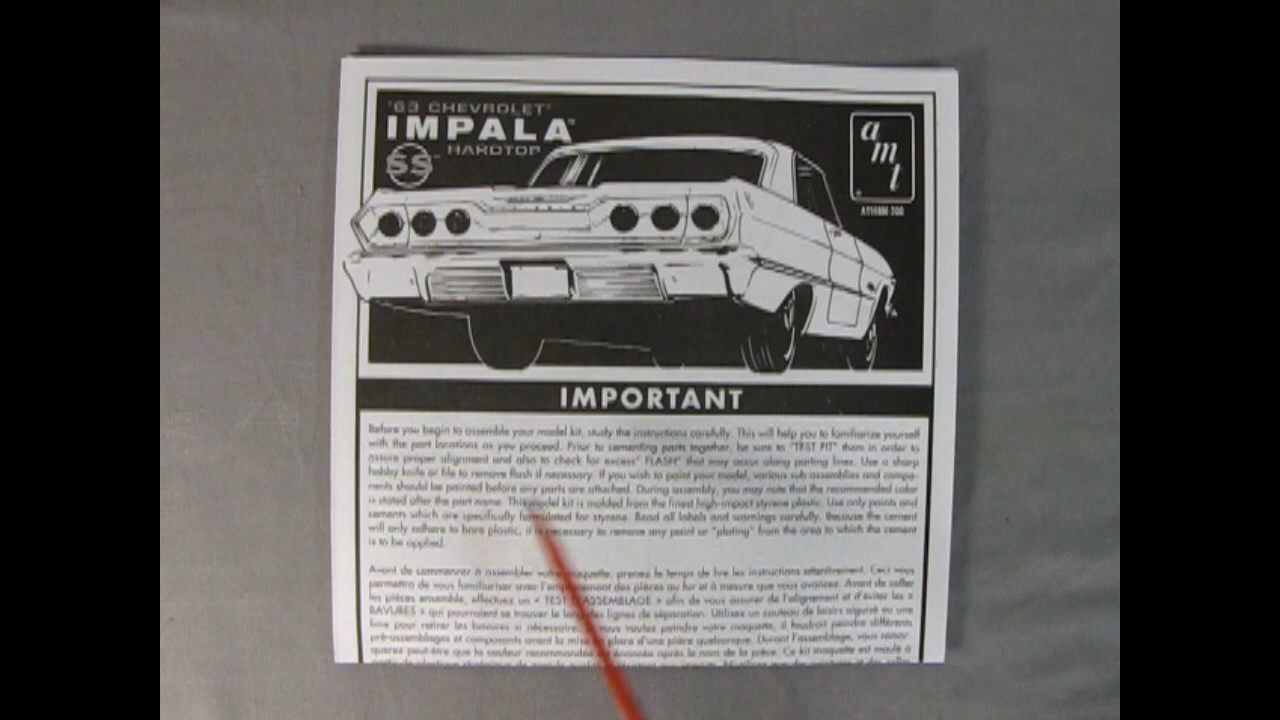 '63 CHEVROLET
IMPALA™
HARDTOP
SS™
amt
IMPORTANT
Before you begin to assemble your model kit, study the instructions carefully. This will help you to familiarize yourself
with the part locations as you proceed. Prior to cementing parts together, be sure to "TEST FIT" them in order to
assure proper alignment and also to check for excess" FLASH" that may occur along parting lines. Use a sharp
hobby knife or file to remove flash if necessary. If you wish to paint your model, various sub assemblies and compo-
nents should be painted before any parts are attached. During assembly, you may note that the recommended color
is stated after the part name. This model kit is molded from the finest high-impact styrene plastic. Use only paints and
cements which are specifically formulated for styrene. Read all labels and warnings carefully. Because the cement
will only adhere to bare plastic, it is necessary to remove any paint or "plating" from the area to which the cement
is to be applied.
Avant de commencer à assembler votre maquette, prenez le temps de lire les instructions attentivement. Ceci vous
permettra de vous familiariser avec l'emplacement des pièces au fur et à mesure que vous avancez. Avant de coller
les pièces ensemble, effectuez un « TEST D'ASSEMBLAGE » afin de vous assurer de l'alignement et d'éviter les «
BAVURES » qui pourraient se trouver le long des lignes de séparation. Utilisez un couteau de loisirs aiguisé ou une
lime pour retirer les bavures si nécessaire. Si vous voulez peindre votre maquette, il faudrait peindre différents
pré-assemblages et composants avant la mise en place d'une pièce quelconque. Durant l'assemblage, vous remar-
querez peut-être que la couleur recommandée est énoncée après le nom de la pièce. Ce kit maquette est moulé à